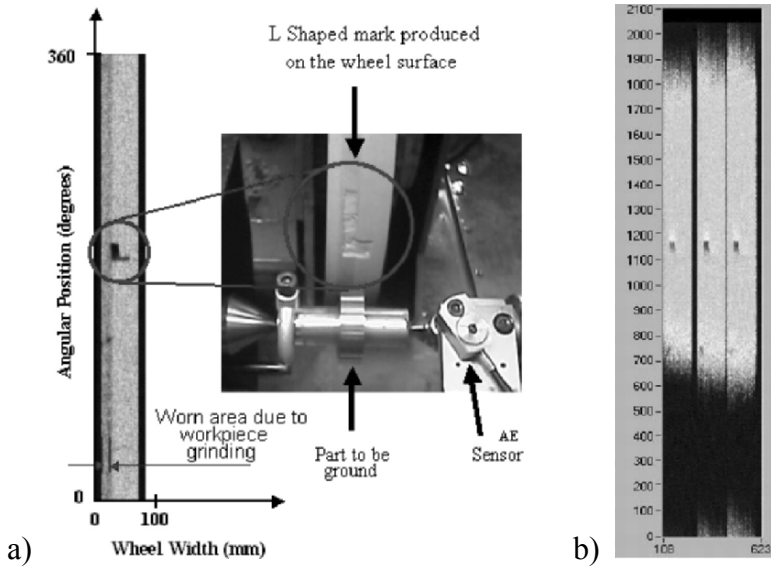 L Shaped mark produced
on the wheel surface
360
Angular Position (degrees)
Worn area due to
workpiece
grinding
Part to be
ground
AE
Sensor
0
0
100
Wheel Width (mm)
a)
2100
2000
1900
1800
1700
1600
1500
1400
1300
1200
1100
1000
900
800
700
600
500
400
300
200
100
0
108
623
b)